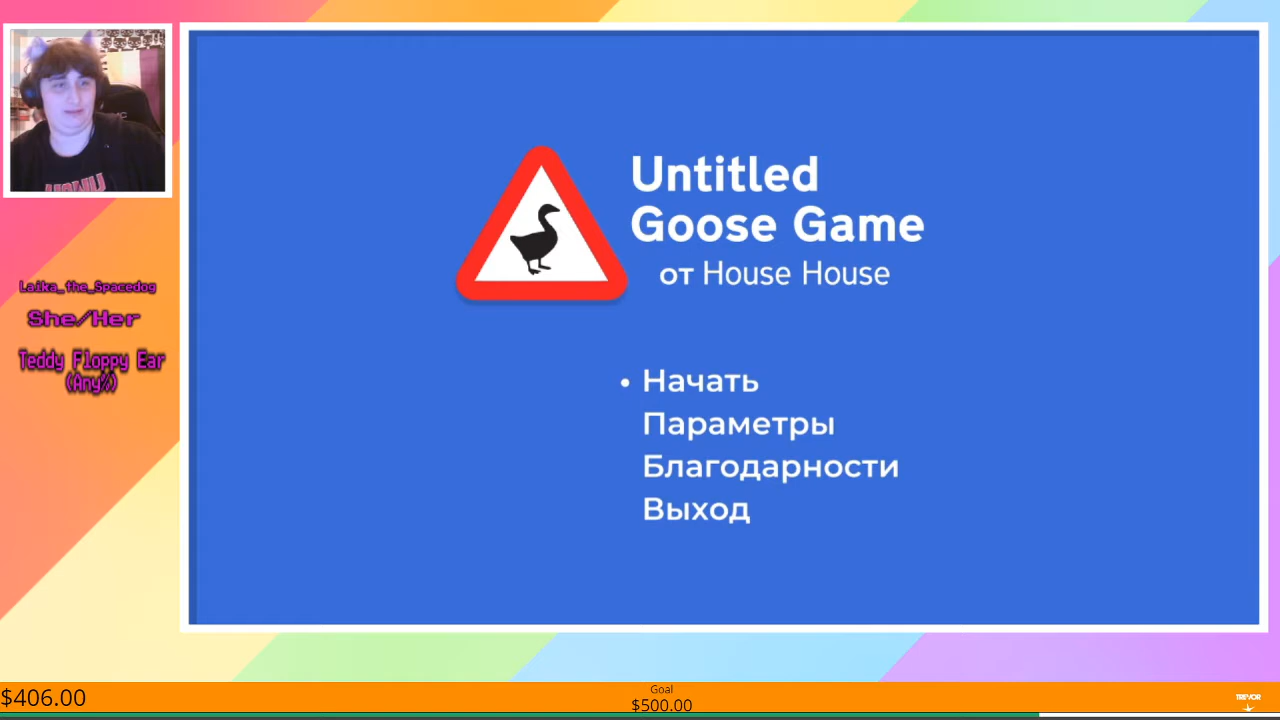 Untitled
Goose Game
от House House
• Начать
Параметры
Благодарности
Выход
Laika_the_Spacedog
She/Her
Teddy Floppy Ear
(Any%)
$406.00
Goal
$500.00
TREVOR